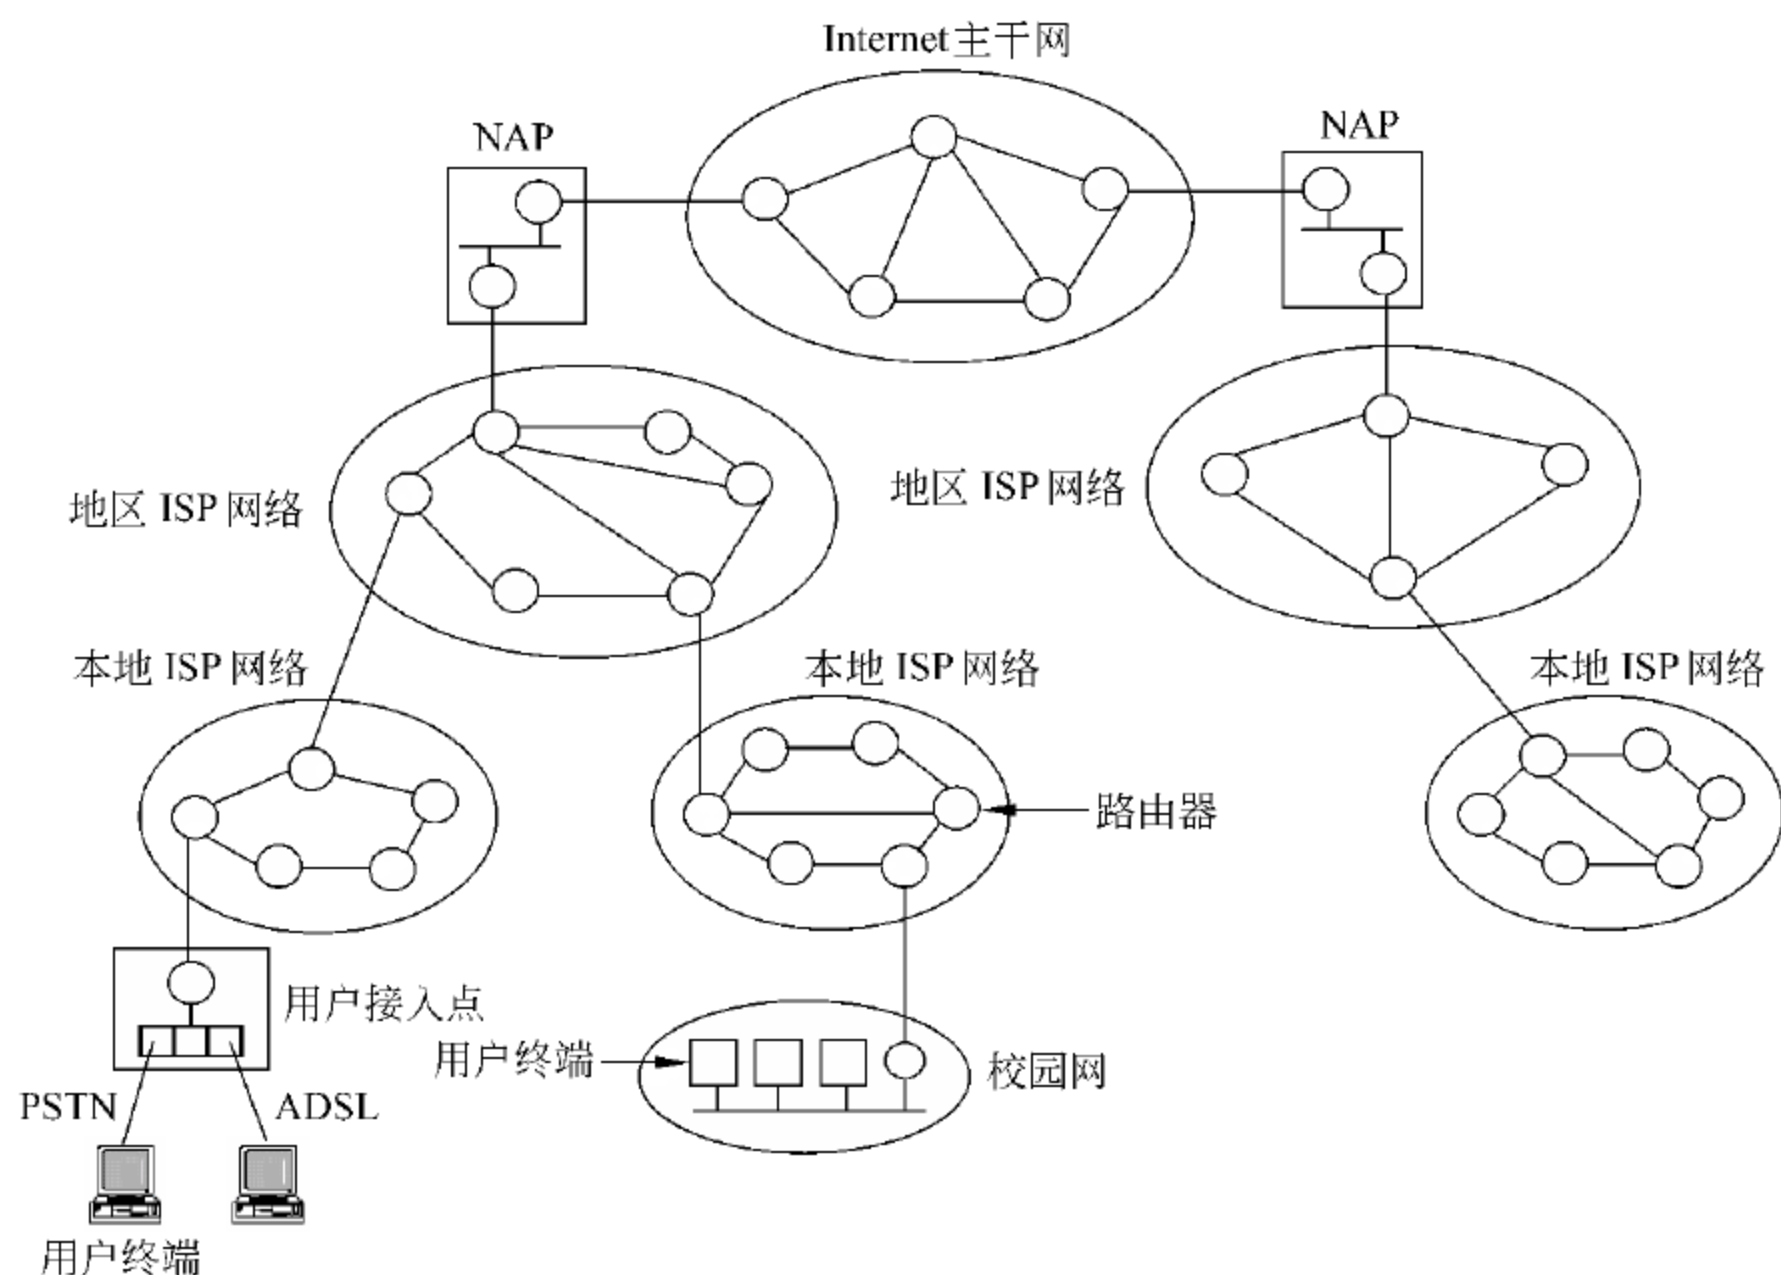 Internet主干网
NAP
NAP
地区 ISP 网络
地区 ISP 网络
本地 ISP 网络
本地 ISP 网络
本地 ISP 网络
路由器
用户接入点
用户终端
校园网
PSTN
ADSL
用户终端